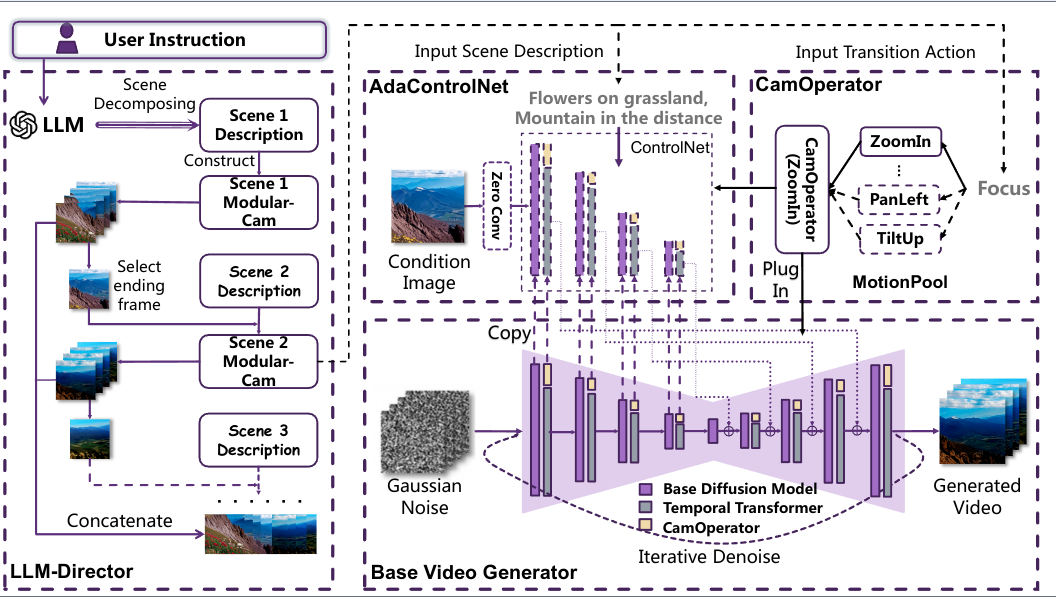 User Instruction
LLM
Scene
Decomposing
Scene 1
Description
Construct
Scene 1
Modular-
Cam
Select
ending
frame
Scene 2
Description
Scene 2
Modular-
Cam
Scene 3
Description
. . . . . .
Concatenate
LLM-Director
Input Scene Description
Input Transition Action
AdaControlNet
Flowers on grassland,
Mountain in the distance
ControlNet
Zero Conv
Condition
Image
CamOperator
CamOperator
(ZoomIn)
ZoomIn
...
PanLeft
TiltUp
Focus
MotionPool
Plug
In
Copy
Gaussian
Noise
Base Diffusion Model
Temporal Transformer
CamOperator
Iterative Denoise
Generated
Video
Base Video Generator